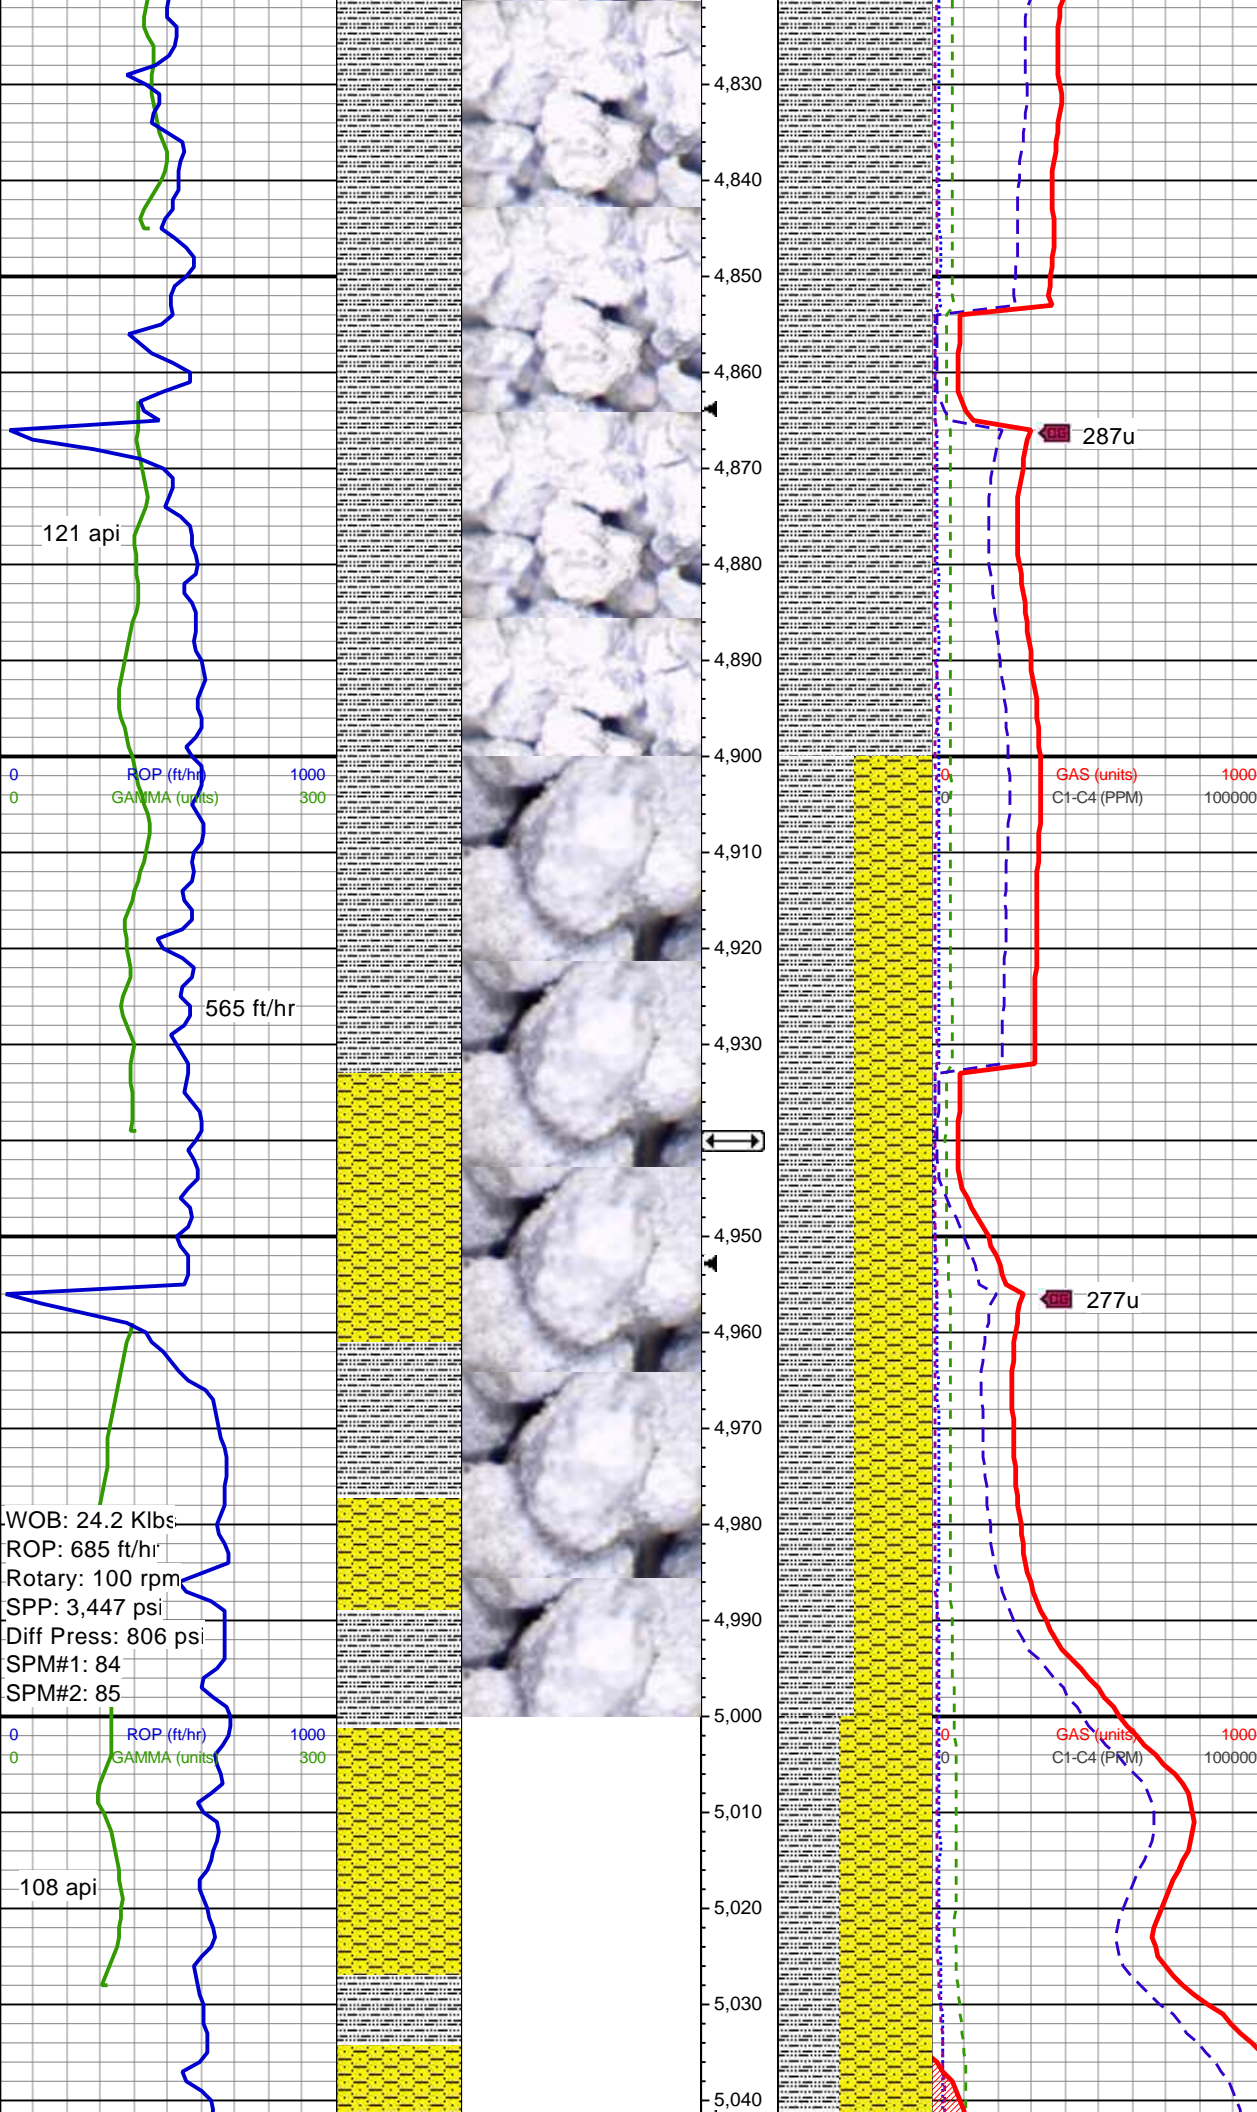 4,830
4,840
4,850
4,860
CG 287u
4,870
121 api
4,880
4,890
4,900
0 ROP (ft/hr) 1000
0 GAMMA (units) 300
0 GAS (units) 1000
0 C1-C4 (PPM) 100000
4,910
4,920
565 ft/hr
4,930
4,950
CG 277u
4,960
4,970
4,980
WOB: 24.2 Klbs
ROP: 685 ft/hr
Rotary: 100 rpm
SPP: 3,447 psi
Diff Press: 806 psi
SPM#1: 84
SPM#2: 85
4,990
5,000
0 ROP (ft/hr) 1000
0 GAMMA (units) 300
0 GAS (units) 1000
0 C1-C4 (PPM) 100000
5,010
108 api
5,020
5,030
5,040